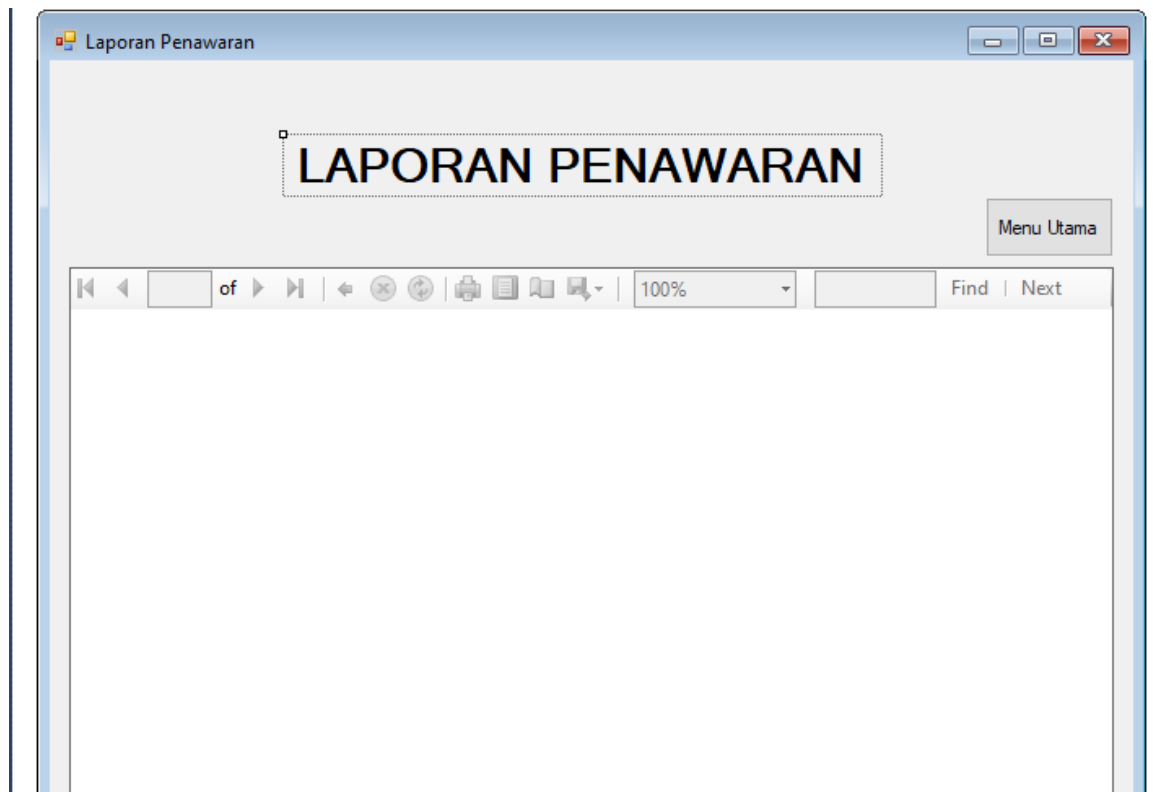 Laporan Penawaran
LAPORAN PENAWARAN
Menu Utama
of 100% Find | Next